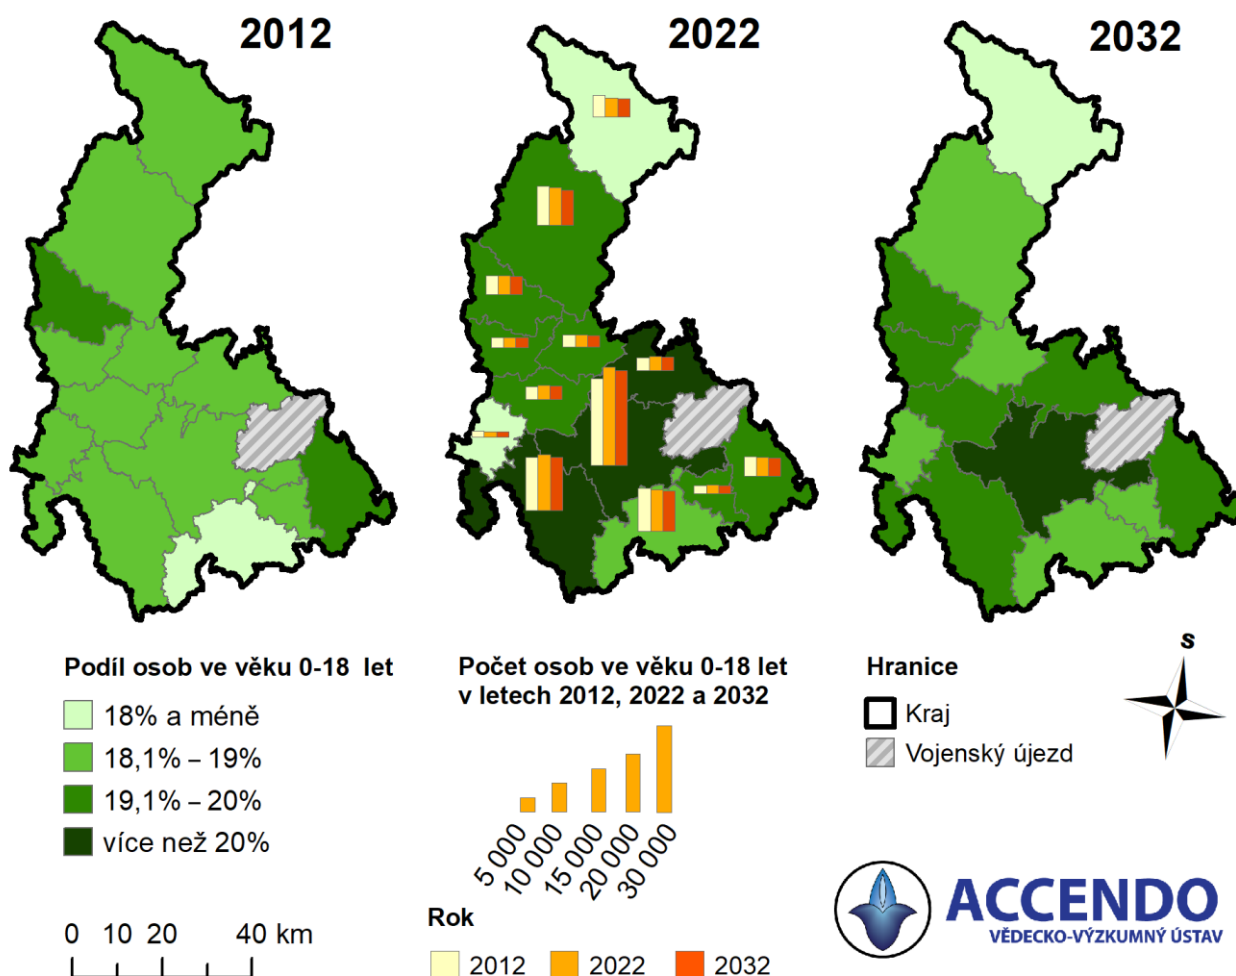 2012
2022
2032
Podíl osob ve věku 0-18 let
18% a méně
18,1% – 19%
19,1% – 20%
více než 20%
0 10 20 40 km
Počet osob ve věku 0-18 let
v letech 2012, 2022 a 2032
5 000
10 000
15 000
20 000
30 000
Rok
2012
2022
2032
Hranice
Kraj
Vojenský újezd
S
ACCENDO
VĚDECKO-VÝZKUMNÝ ÚSTAV